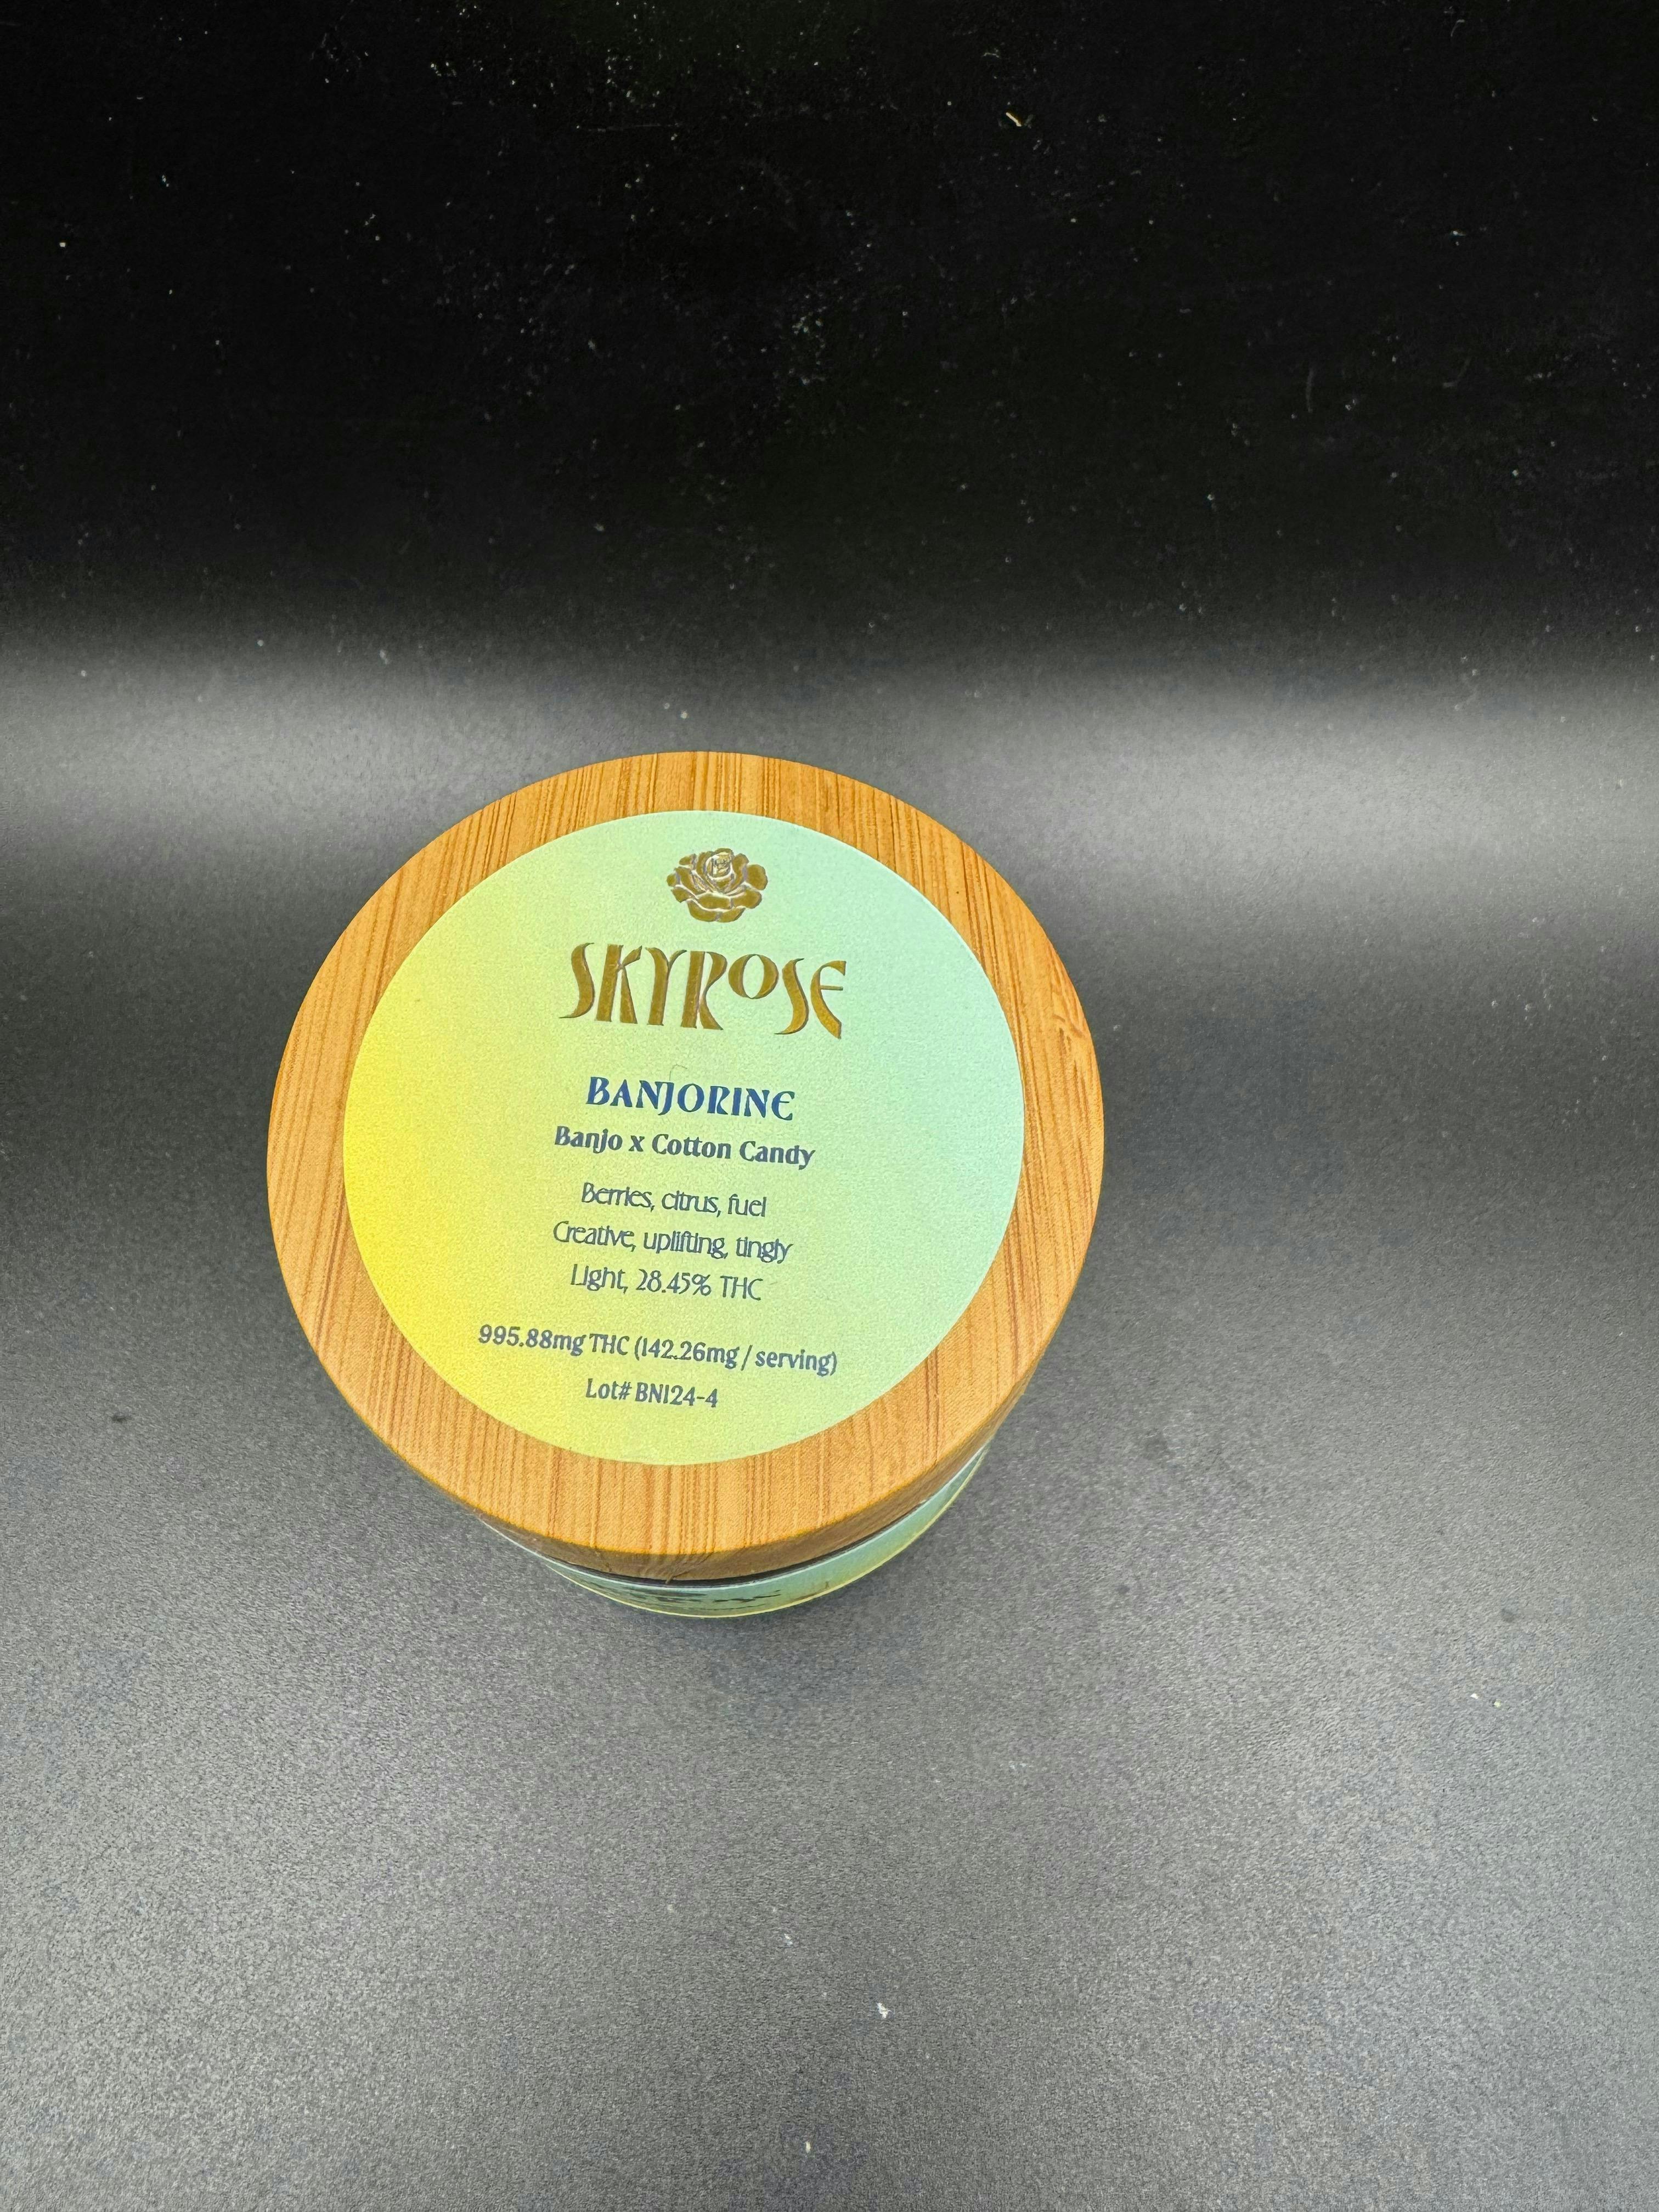 SKYROSE
BANJORINE
Banjo x Cotton Candy
Berries, citrus, fuel
Creative, uplifting, tingly
Light, 28.45% THC
995.88mg THC (142.26mg / serving)
Lot# BN124-4